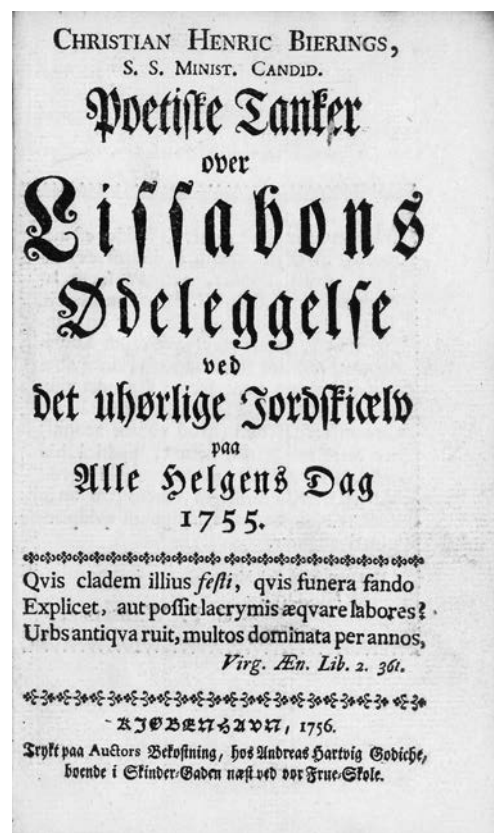 CHRISTIAN HENRIC BIERINGS,
S. S. MINIST. CANDID.
Poetiske Tanker
over
Lissabons
Ødeleggelse
ved
det uhørlige Jordskiælv
paa
Alle Helgens Dag
1755.
Qvis cladem illius festi, qvis funera fando
Explicet, aut possit lacrymis æqvare labores?
Urbs antiqva ruit, multos dominata per annos,
Virg. Æn. Lib. 2. 361.
KIØBENHAVN, 1756.
Trykt paa Auctors Bekostning, hos Andreas Hartvig Godiche,
boende i Skinder-Gaden næst ved vor Frue-Skole.